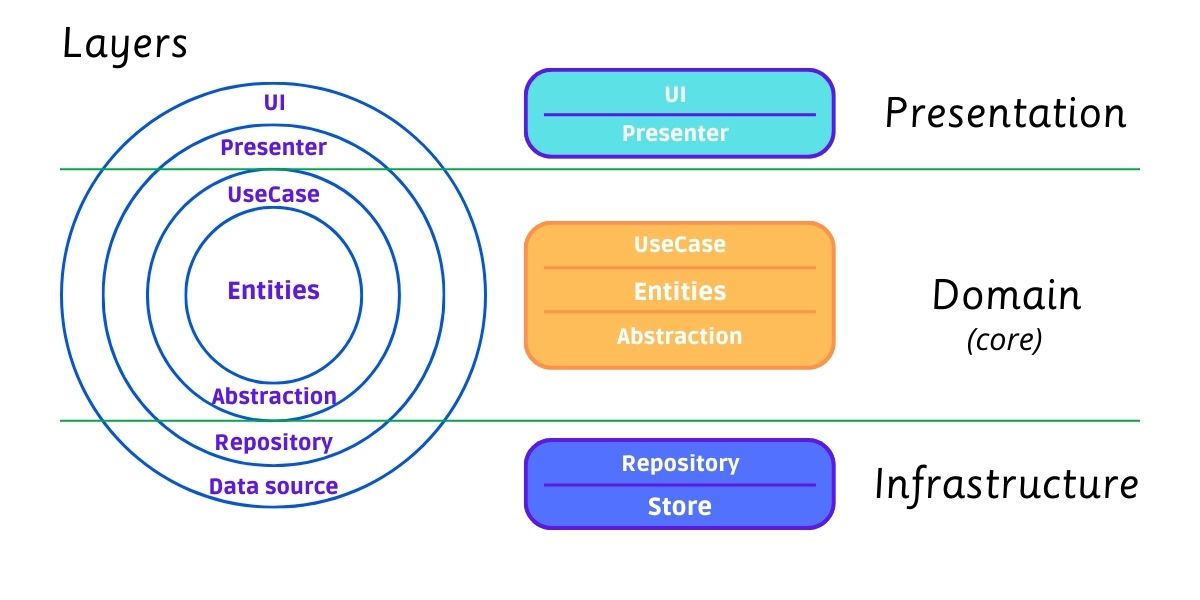 Layers
UI
Presenter
UseCase
Entities
Abstraction
Repository
Data source
UI
Presenter
UseCase
Entities
Abstraction
Repository
Store
Presentation
Domain
(core)
Infrastructure